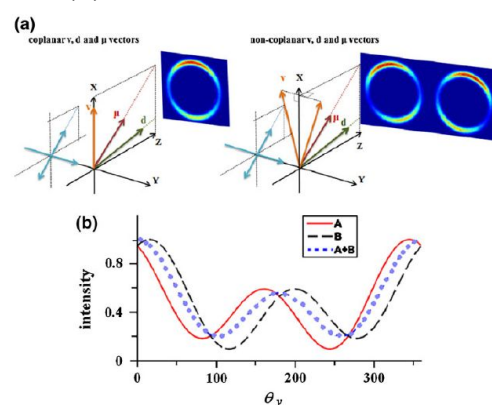 (a)
coplanar v, d and μ vectors
non-coplanar v, d and μ vectors
X
v
μ
d
Z
Y
X
v
μ
d
Z
Y
(b)
A
B
A+B
intensity
0.8
0.4
0
0
100
200
300
θv